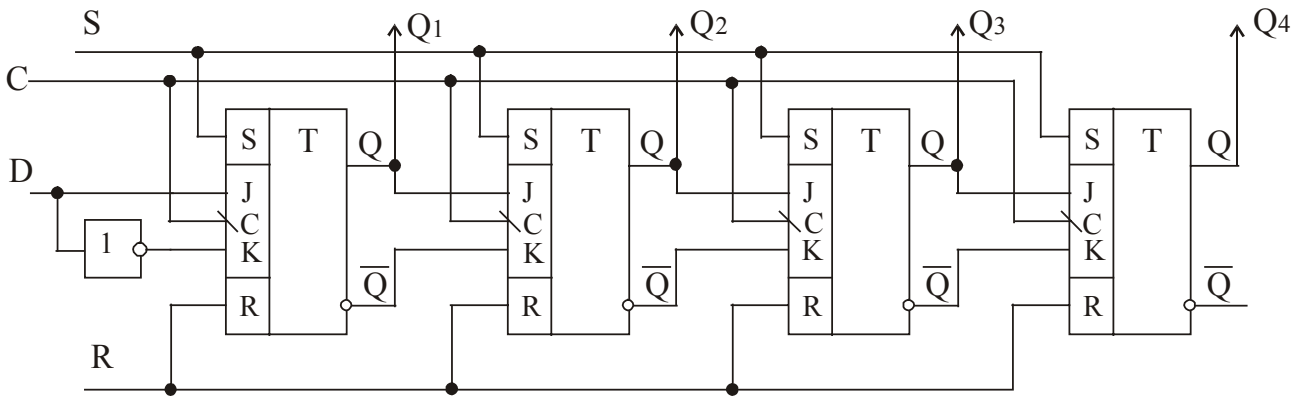 S Q1 Q2 Q3 Q4
C
S T Q S T Q S T Q S T Q
D J J J J
C C C C
1 K K K K
Q̅ Q̅ Q̅ Q̅
R R R R
R